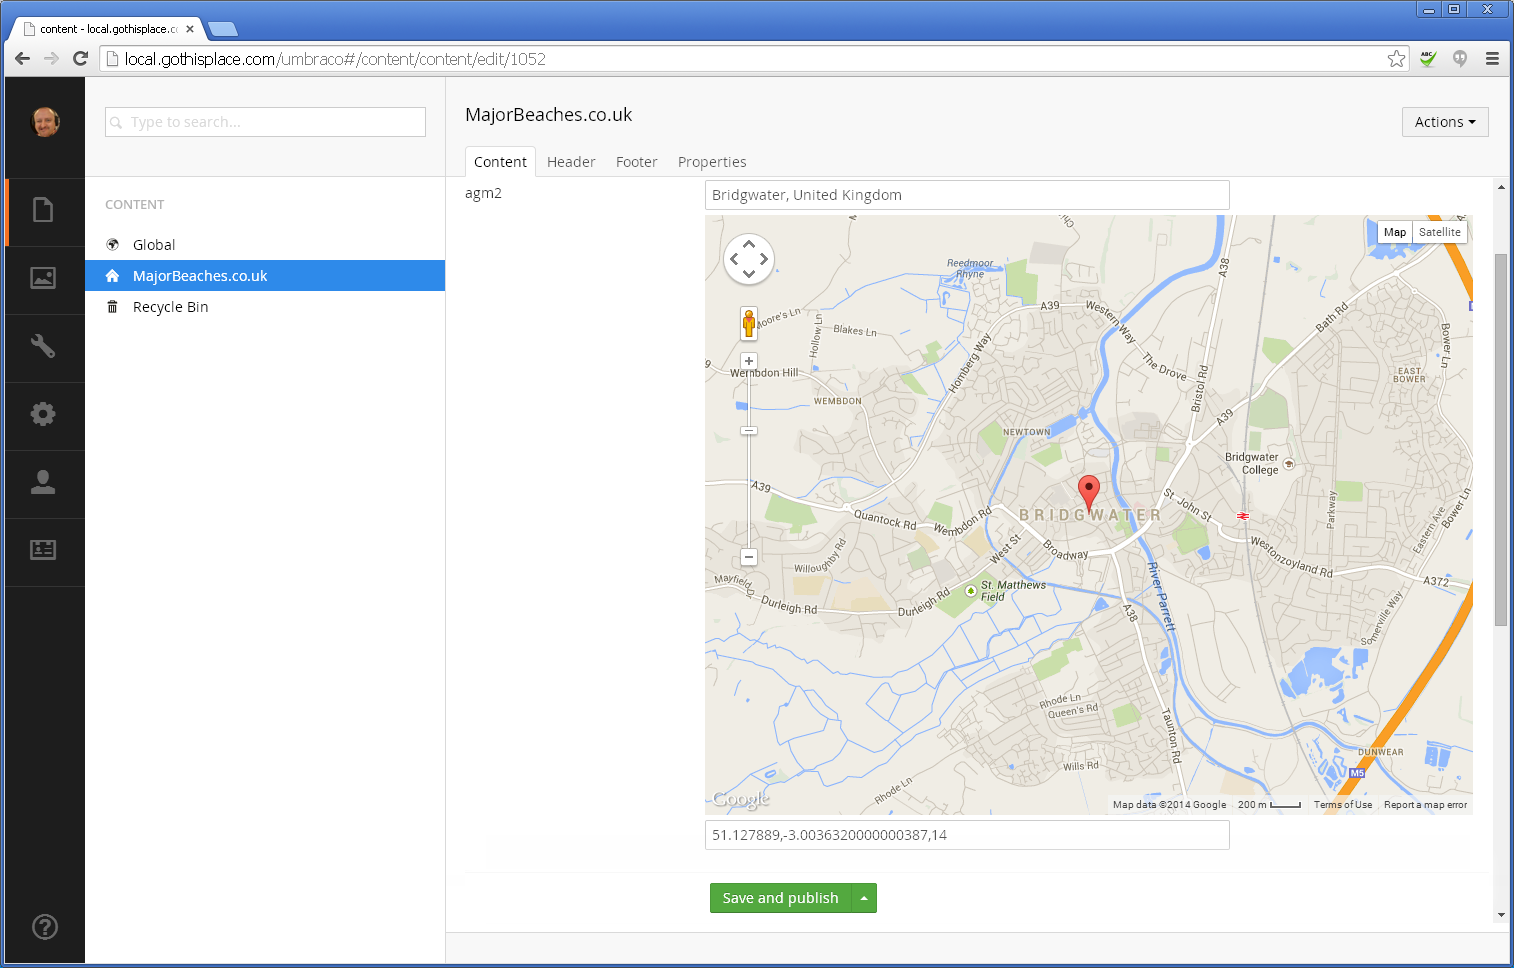 content - local.gothisplace.cc
local.gothisplace.com/umbraco#/content/content/edit/1052
ABC
Type to search...
MajorBeaches.co.uk
Actions
Content
Header
Footer
Properties
CONTENT
Global
MajorBeaches.co.uk
Recycle Bin
agm2
Bridgwater, United Kingdom
Map
Satellite
Reedmoor
Rhyne
A38
A39
Moore's Ln
Hollow Ln
Blakes Ln
Western Way
Bath Rd
Bower Ln
Homberg Way
The Drove
Wembdon Hill
EAST
BOWER
Bristol Rd
WEMBDON
A39
NEWTOWN
Bridgwater
College
A39
St. John St
Parkway
Bower Ln
Eastern Ave
Quantock Rd
Wembdon Rd
BRIDGWATER
West St
Broadway
Westonzoyland Rd
Willoughby Rd
Mayfield Dr
A372
St. Matthews
Field
River Parrett
Durleigh Rd
Durleigh Rd
A38
Somerville Way
Rhode Ln
Queen's Rd
Taunton Rd
DUNWEAR
Wills Rd
M5
Rhode Ln
Google
Map data ©2014 Google
200 m
Terms of Use
Report a map error
51.127889,-3.0036320000000387,14
Save and publish